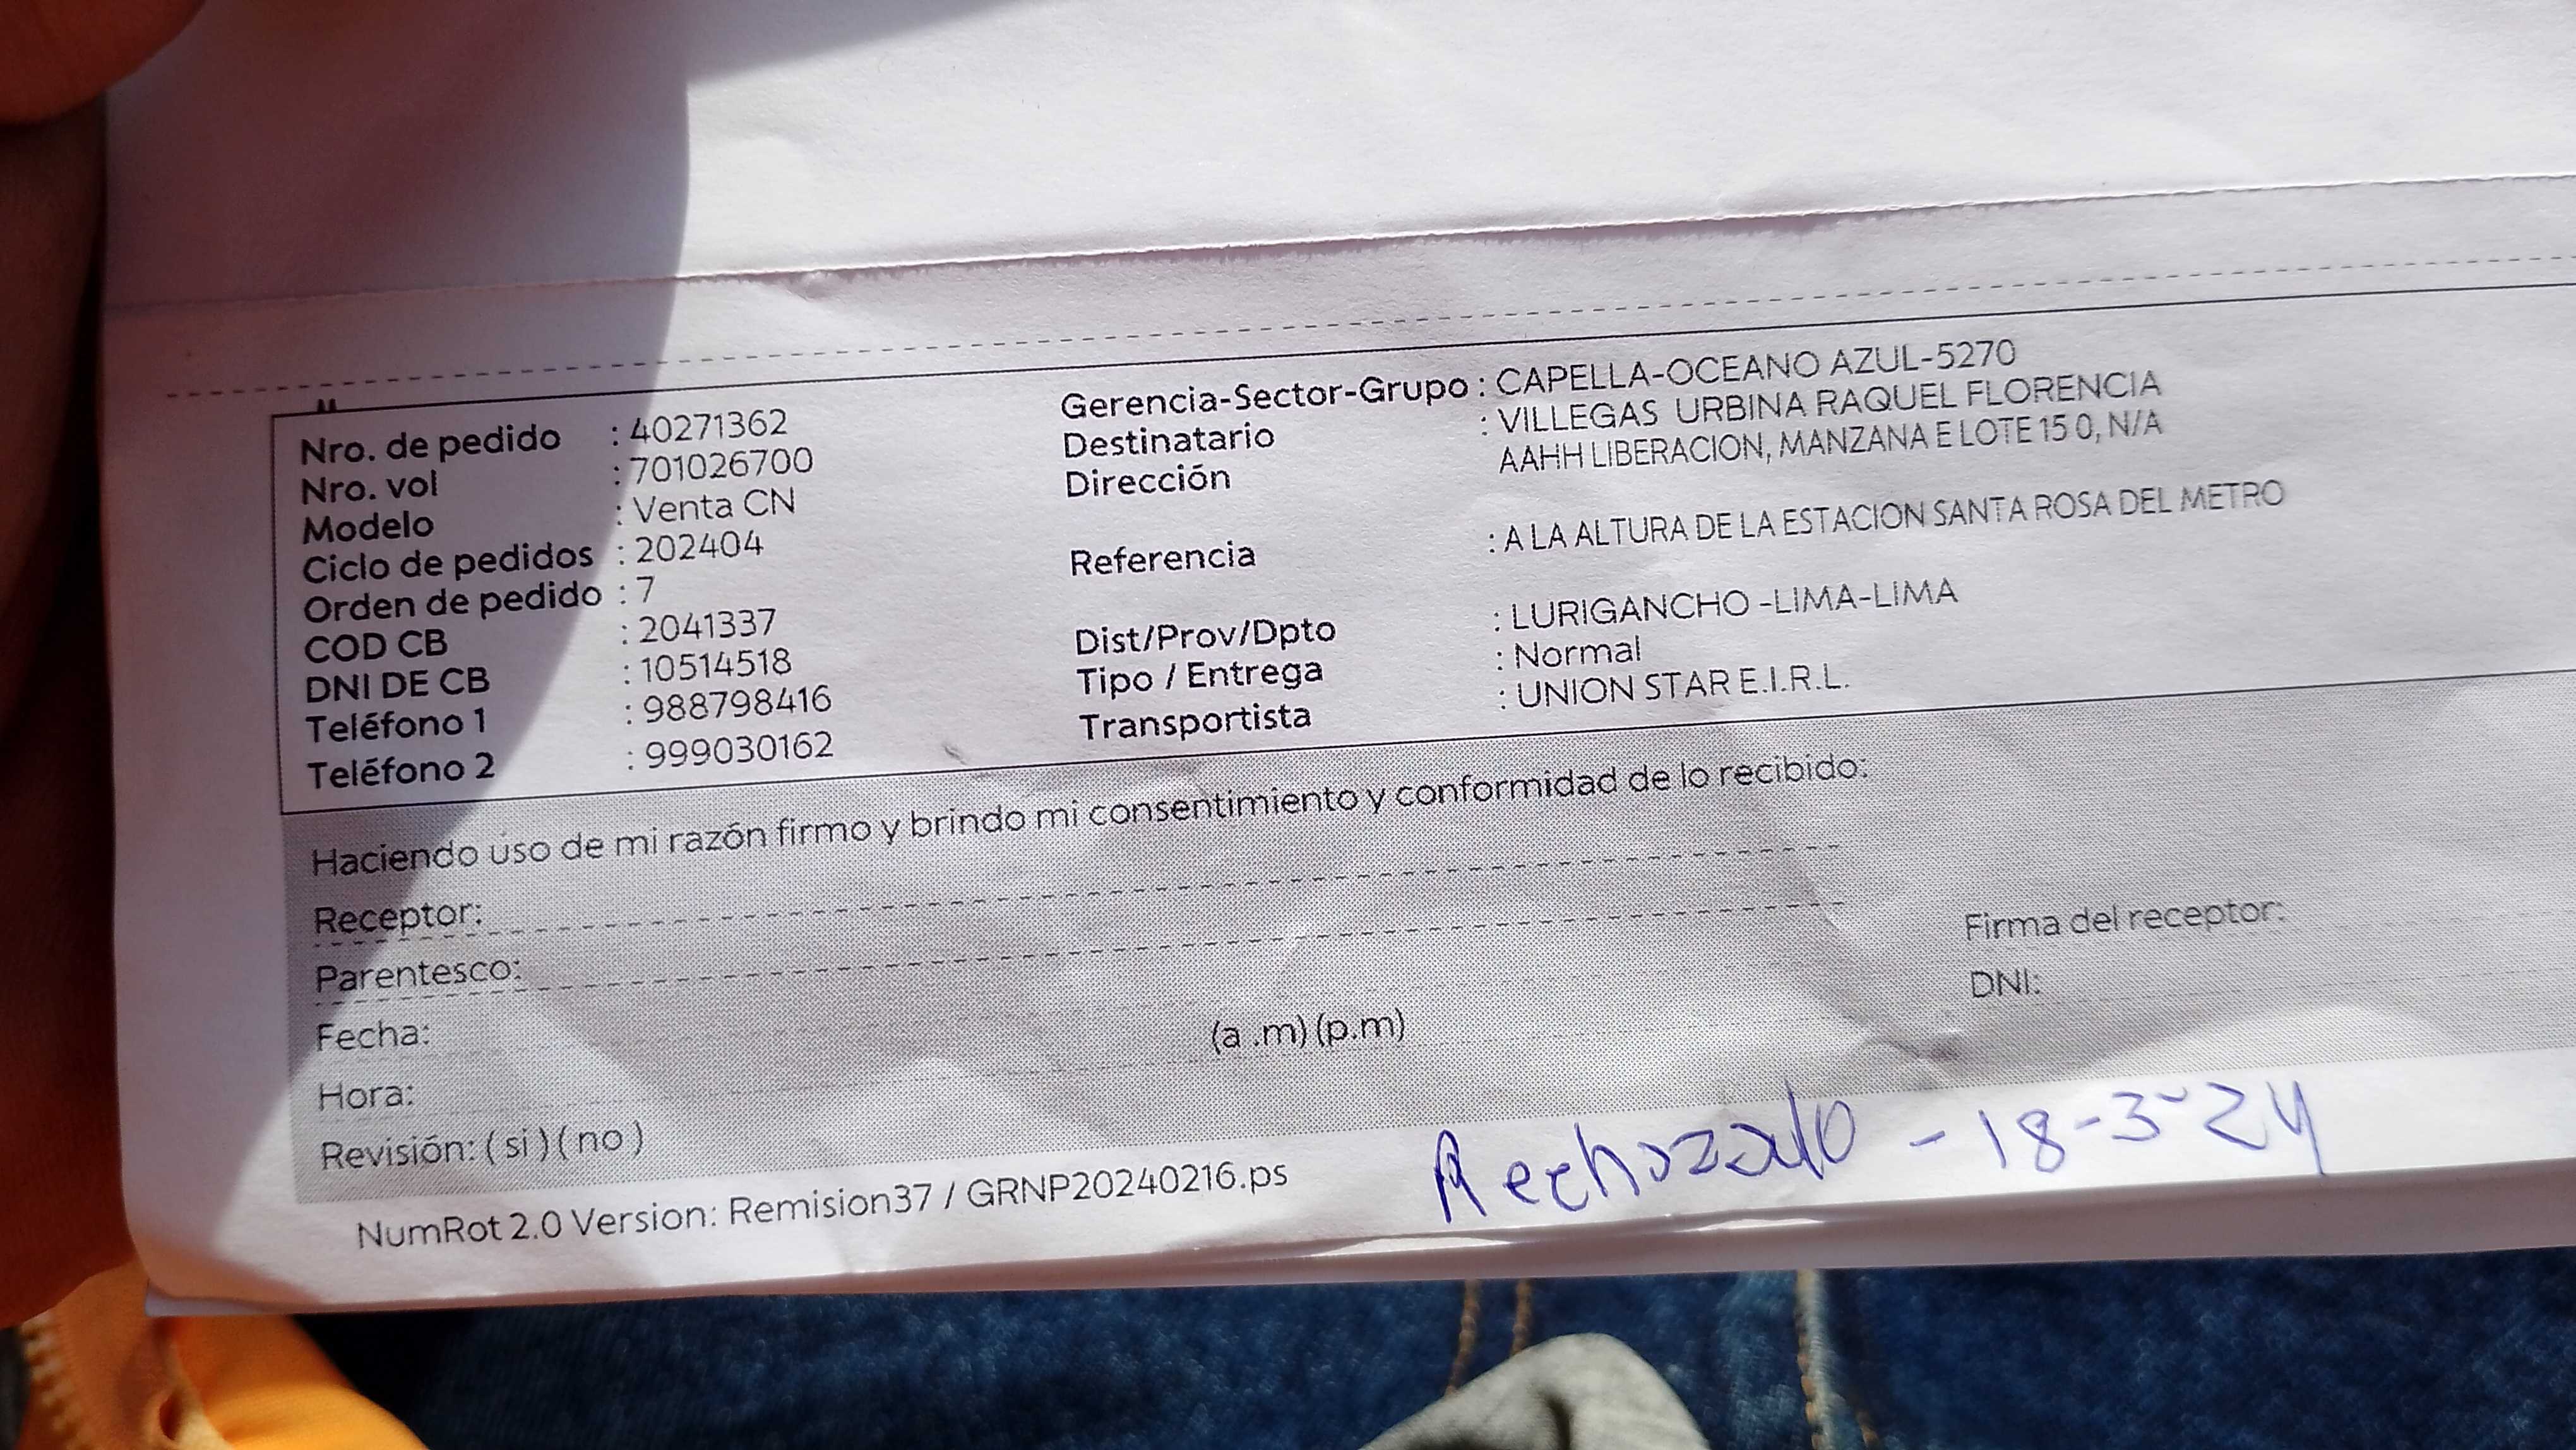 Nro. de pedido : 40271362
Nro. vol : 701026700
Modelo : Venta CN
Ciclo de pedidos : 202404
Orden de pedido : 7
COD CB : 2041337
DNI DE CB : 10514518
Teléfono 1 : 988798416
Teléfono 2 : 999030162
Gerencia-Sector-Grupo : CAPELLA-OCEANO AZUL-5270
Destinatario : VILLEGAS URBINA RAQUEL FLORENCIA
Dirección AAHH LIBERACION, MANZANA E LOTE 15 0, N/A
Referencia : A LA ALTURA DE LA ESTACION SANTA ROSA DEL METRO
Dist/Prov/Dpto : LURIGANCHO -LIMA-LIMA
Tipo / Entrega : Normal
Transportista : UNION STAR E.I.R.L.
Haciendo uso de mi razón firmo y brindo mi consentimiento y conformidad de lo recibido:
Receptor:
Parentesco:
Fecha:
Hora: (a .m) (p.m)
Revisión: ( si ) ( no )
Firma del receptor:
DNI:
NumRot 2.0 Version: Remision37 / GRNP20240216.ps
Rechazado - 18-3-24